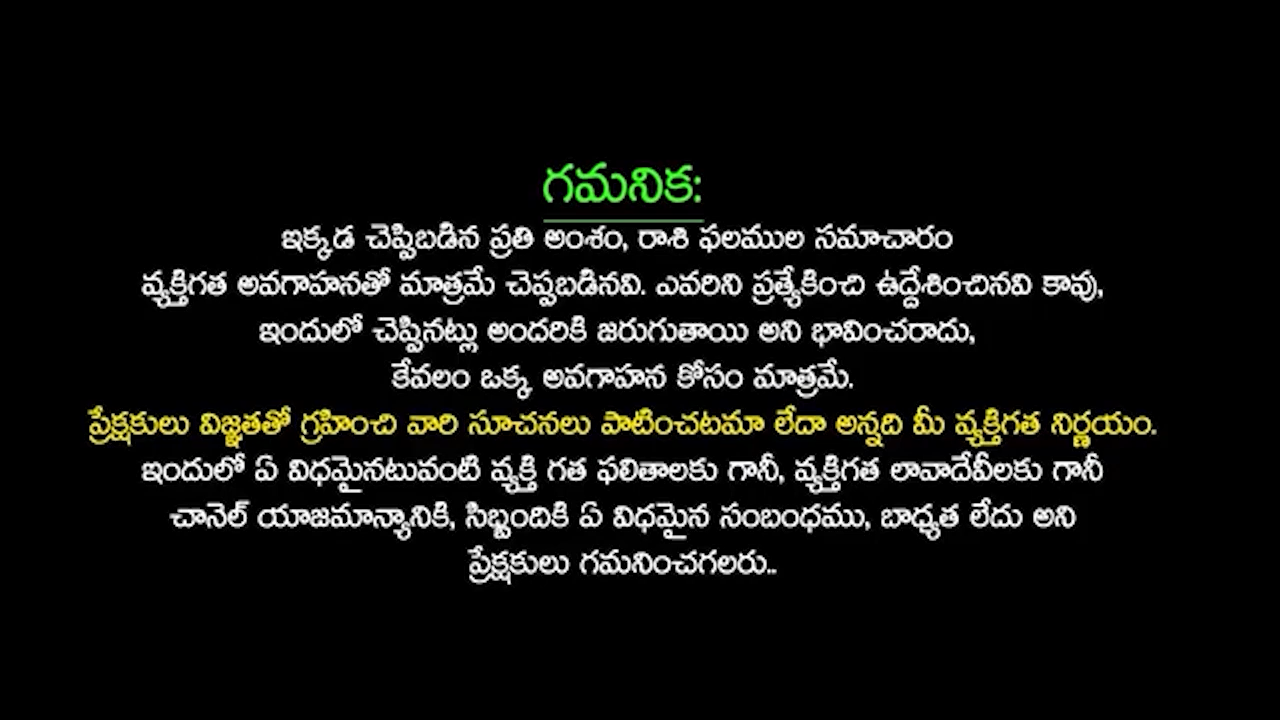 గమనిక:
ఇక్కడ చెప్పిబడిన ప్రతి అంశం, రాశి ఫలముల సమాచారం
వ్యక్తిగత అవగాహనతో మాత్రమే చెప్పబడినవి. ఎవరిని ప్రత్యేకించి ఉద్దేశించినవి కావు,
ఇందులో చెప్పినట్లు అందరికి జరుగుతాయి అని భావించరాదు,
కేవలం ఒక్క అవగాహన కోసం మాత్రమే.
ప్రేక్షకులు విజ్ఞతతో గ్రహించి వారి సూచనలు పాటించటమా లేదా అన్నది మీ వ్యక్తిగత నిర్ణయం.
ఇందులో ఏ విధమైనటువంటి వ్యక్తి గత ఫలితాలకు గానీ, వ్యక్తిగత లావాదేవీలకు గానీ
చానెల్ యాజమాన్యానికి, సిబ్బందికి ఏ విధమైన సంబంధము, బాధ్యత లేదు అని
ప్రేక్షకులు గమనించగలరు..